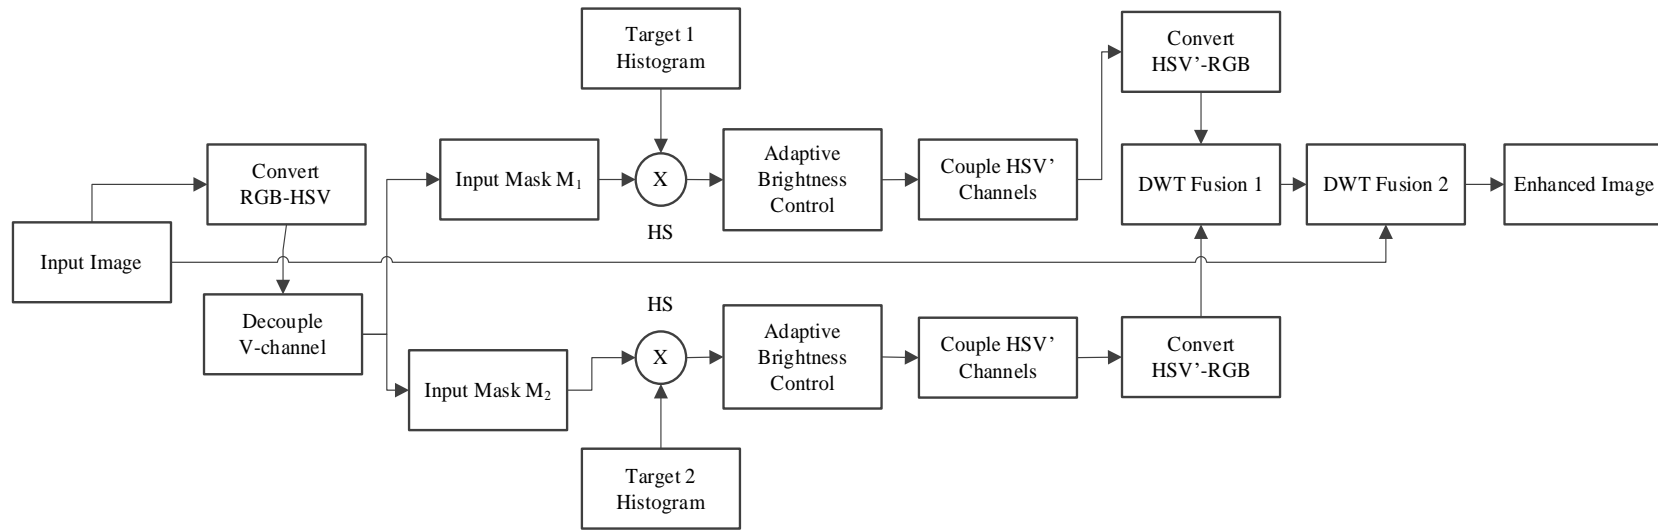 Target 1
Histogram
Convert
HSV’-RGB
Convert
RGB-HSV
Input Mask M₁
X
HS
Adaptive
Brightness
Control
Couple HSV’
Channels
DWT Fusion 1
DWT Fusion 2
Enhanced Image
Input Image
Decouple
V-channel
Input Mask M₂
HS
X
Adaptive
Brightness
Control
Couple HSV’
Channels
Convert
HSV’-RGB
Target 2
Histogram